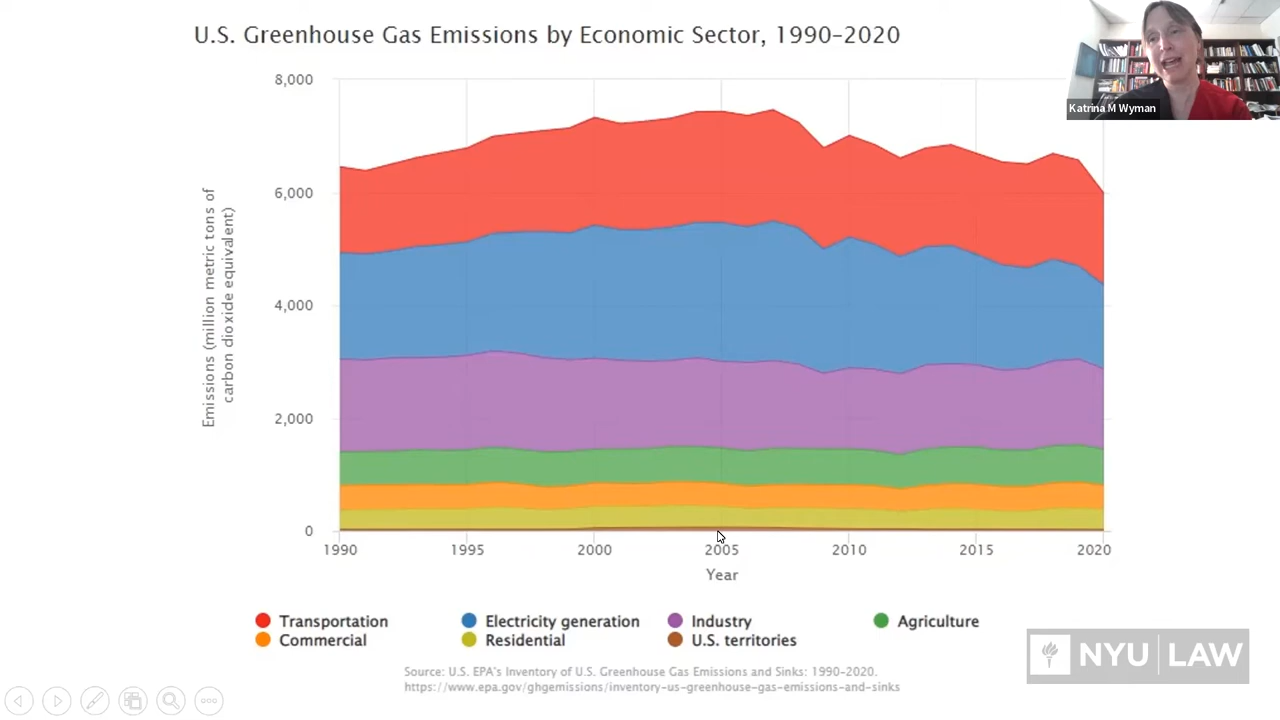 U.S. Greenhouse Gas Emissions by Economic Sector, 1990–2020
Katrina M Wyman
Emissions (million metric tons of
carbon dioxide equivalent)
8,000
6,000
4,000
2,000
0
1990 1995 2000 2005 2010 2015 2020
Year
Transportation Electricity generation Industry Agriculture
Commercial Residential U.S. territories
Source: U.S. EPA's Inventory of U.S. Greenhouse Gas Emissions and Sinks: 1990–2020.
https://www.epa.gov/ghgemissions/inventory-us-greenhouse-gas-emissions-and-sinks
NYU LAW